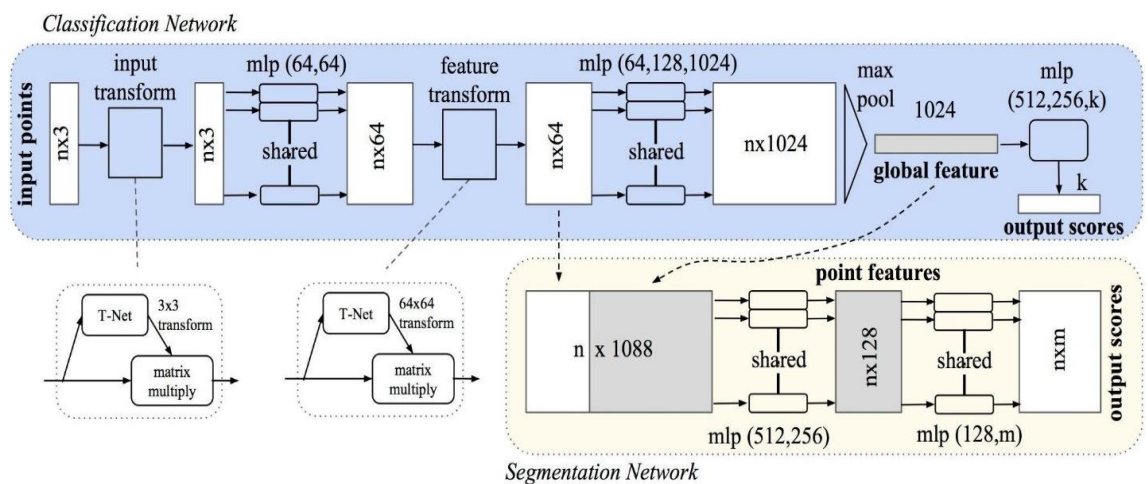 Classification Network
input points
nx3
input
transform
nx3
mlp (64,64)
shared
nx64
feature
transform
nx64
mlp (64,128,1024)
shared
nx1024
max
pool
1024
global feature
mlp
(512,256,k)
k
output scores
T-Net
3x3
transform
matrix
multiply
T-Net
64x64
transform
matrix
multiply
point features
n x 1088
shared
mlp (512,256)
nx128
shared
mlp (128,m)
nxm
output scores
Segmentation Network